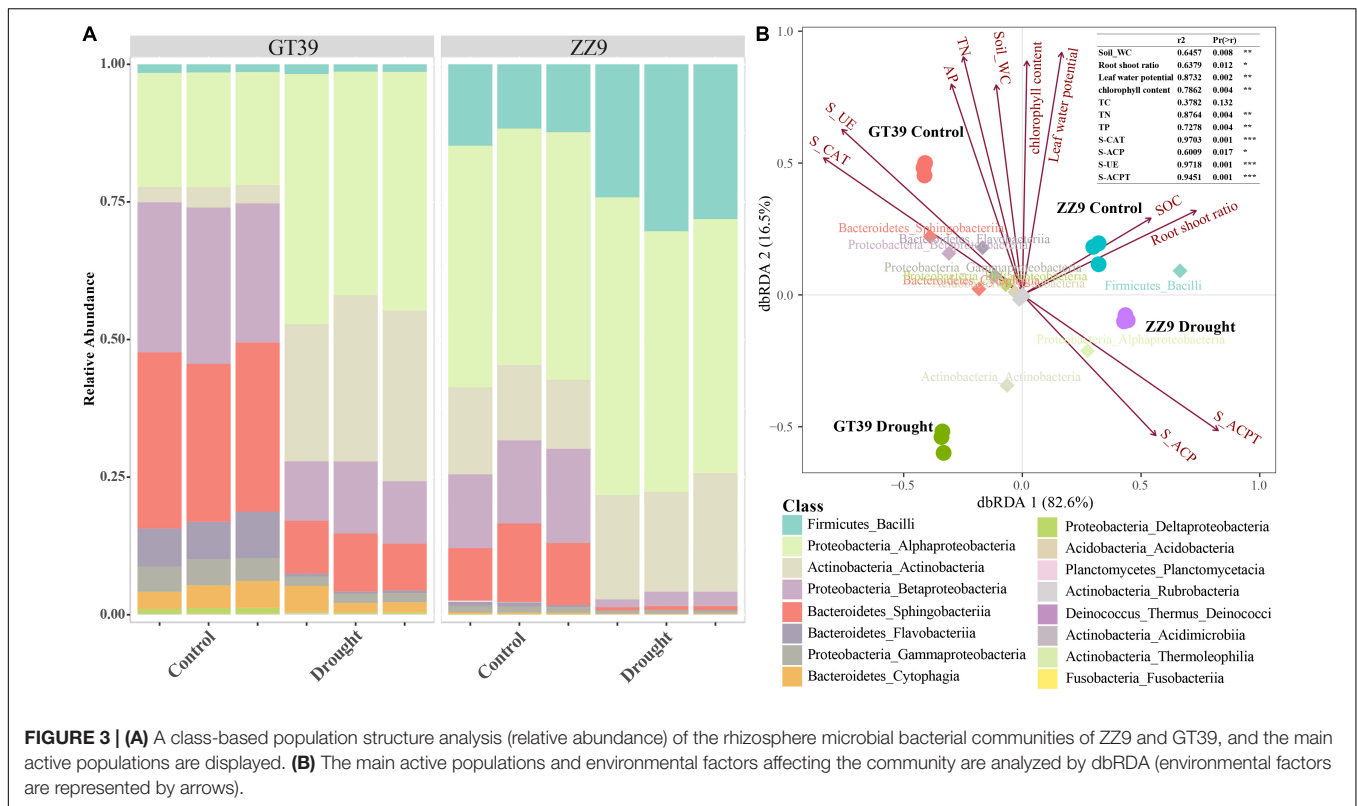 A
GT39
ZZ9
1.00
0.75
0.50
0.25
0.00
Relative Abundance
Control
Drought
Control
Drought
B
1.0
0.5
0.0
−0.5
dbRDA 2 (16.5%)
−0.5
0.0
0.5
1.0
dbRDA 1 (82.6%)
S_UE
S_CAT
AP
TN
Soil_WC
chlorophyll content
Leaf water potential
SOC
Root shoot ratio
S_ACPT
S_ACP
GT39 Control
ZZ9 Control
ZZ9 Drought
GT39 Drought
Bacteroidetes_Sphingobacteriia
Bacteroidetes_Flavobacteriia
Proteobacteria_Gammaproteobacteria
Firmicutes_Bacilli
Proteobacteria_Alphaproteobacteria
Actinobacteria_Actinobacteria
r2 Pr(>r)
Soil_WC 0.6457 0.008 **
Root shoot ratio 0.6379 0.012 *
Leaf water potential 0.8732 0.002 **
chlorophyll content 0.7862 0.004 **
TC 0.3782 0.132
TN 0.8764 0.004 **
TP 0.7278 0.004 **
S-CAT 0.9703 0.001 ***
S-ACP 0.6009 0.017 *
S-UE 0.9718 0.001 ***
S-ACPT 0.9451 0.001 ***
Class
Firmicutes_Bacilli
Proteobacteria_Alphaproteobacteria
Actinobacteria_Actinobacteria
Proteobacteria_Betaproteobacteria
Bacteroidetes_Sphingobacteriia
Bacteroidetes_Flavobacteriia
Proteobacteria_Gammaproteobacteria
Bacteroidetes_Cytophagia
Proteobacteria_Deltaproteobacteria
Acidobacteria_Acidobacteria
Planctomycetes_Planctomycetacia
Actinobacteria_Rubrobacteria
Deinococcus_Thermus_Deinococci
Actinobacteria_Acidimicrobiia
Actinobacteria_Thermoleophilia
Fusobacteria_Fusobacteriia
FIGURE 3 | (A) A class-based population structure analysis (relative abundance) of the rhizosphere microbial bacterial communities of ZZ9 and GT39, and the main
active populations are displayed. (B) The main active populations and environmental factors affecting the community are analyzed by dbRDA (environmental factors
are represented by arrows).